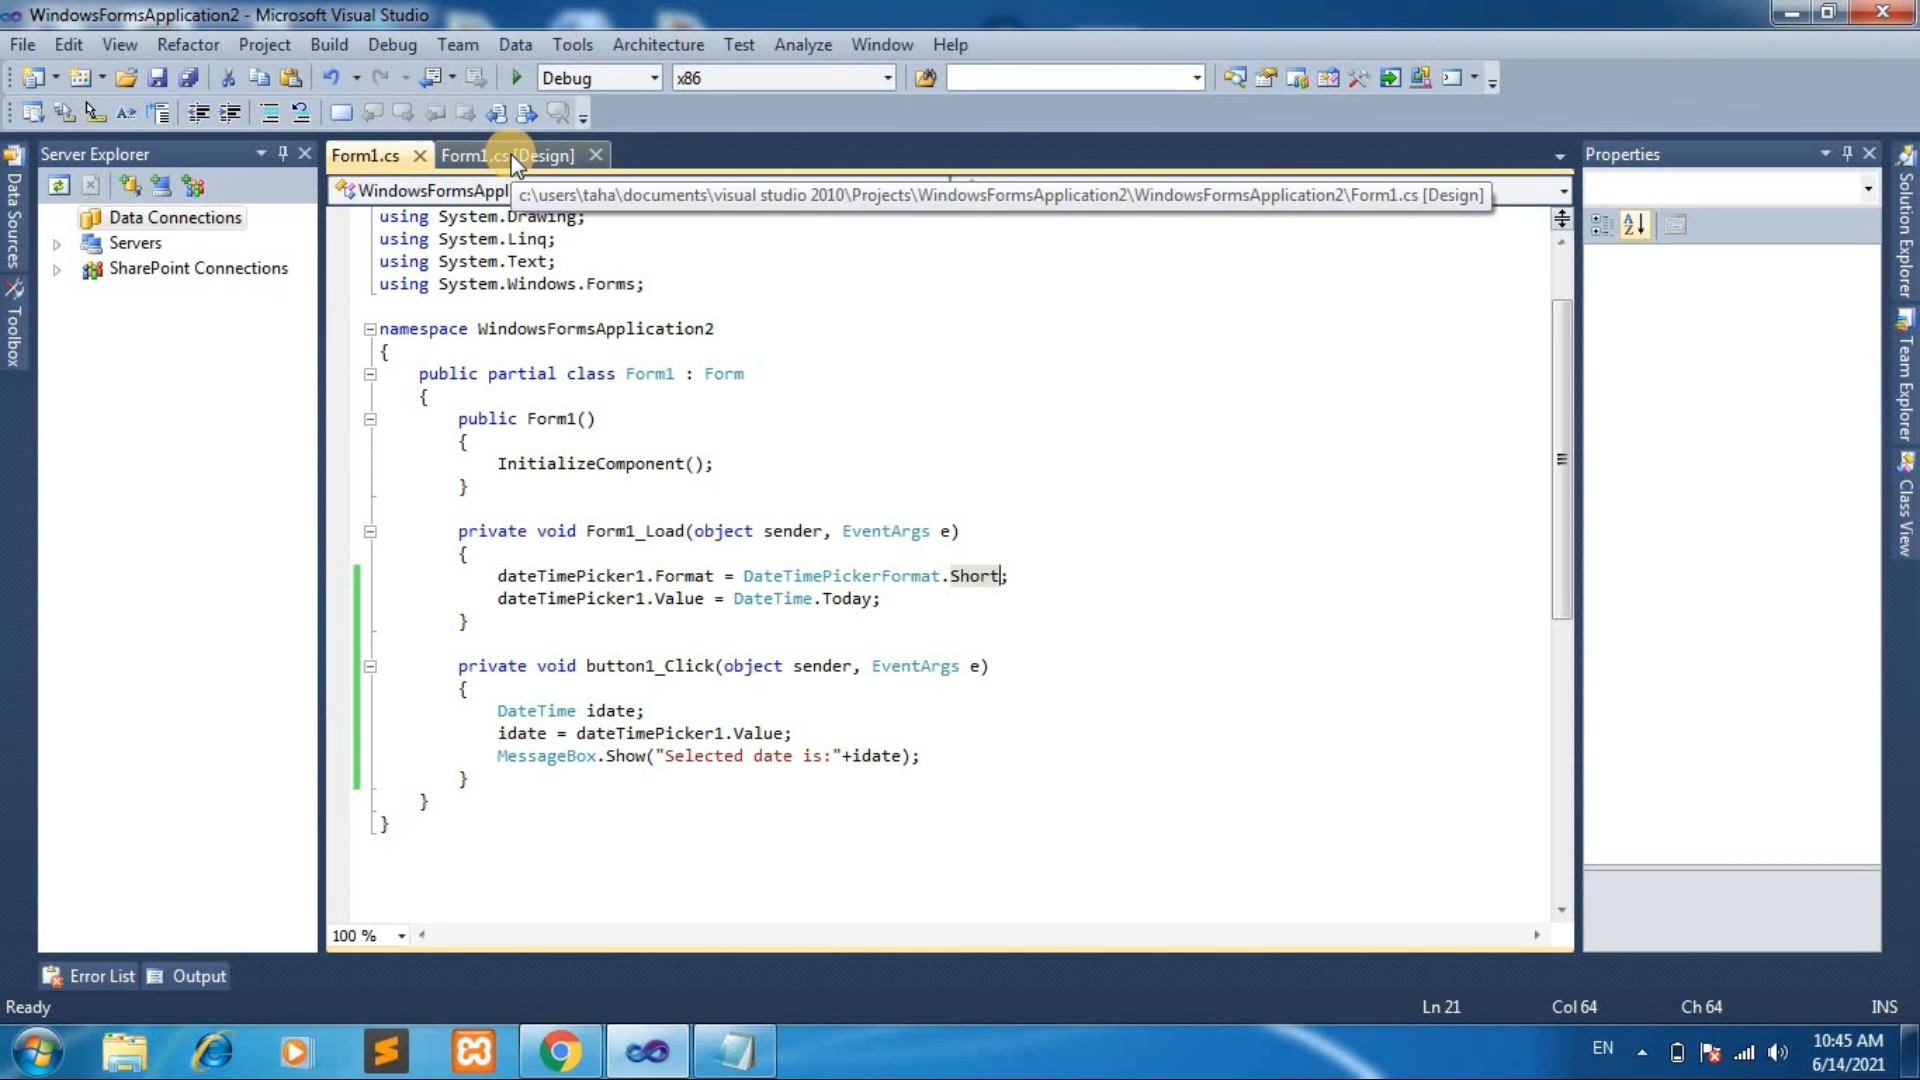 WindowsFormsApplication2 - Microsoft Visual Studio
File Edit View Refactor Project Build Debug Team Data Tools Architecture Test Analyze Window Help
Debug x86
Server Explorer
Form1.cs
Form1.cs [Design]
Properties
WindowsFormsAppl
c:\users\taha\documents\visual studio 2010\Projects\WindowsFormsApplication2\WindowsFormsApplication2\Form1.cs [Design]
Data Connections
Servers
SharePoint Connections
Data Sources
Toolbox
using System.Drawing;
using System.Linq;
using System.Text;
using System.Windows.Forms;
namespace WindowsFormsApplication2
{
public partial class Form1 : Form
{
public Form1()
{
InitializeComponent();
}
private void Form1_Load(object sender, EventArgs e)
{
dateTimePicker1.Format = DateTimePickerFormat.Short;
dateTimePicker1.Value = DateTime.Today;
}
private void button1_Click(object sender, EventArgs e)
{
DateTime idate;
idate = dateTimePicker1.Value;
MessageBox.Show("Selected date is:"+idate);
}
}
}
100 %
Solution Explorer
Team Explorer
Class View
Error List
Output
Ready
Ln 21
Col 64
Ch 64
INS
EN
10:45 AM
6/14/2021